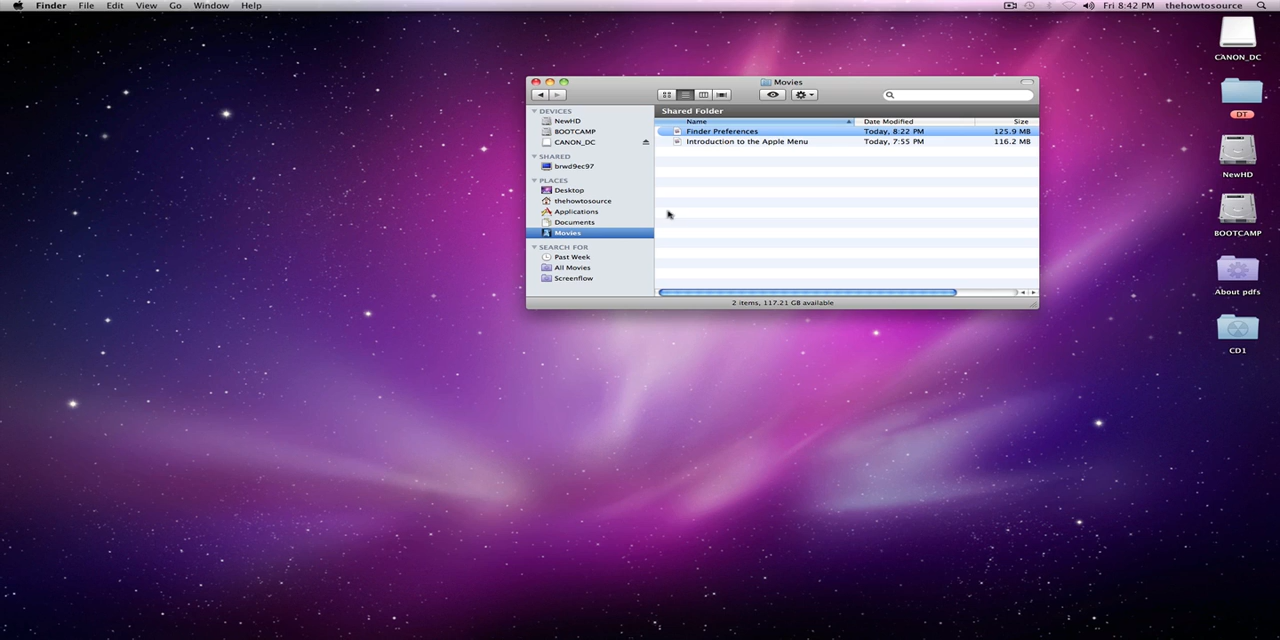 Finder File Edit View Go Window Help
Fri 8:42 PM thehowtosource
CANON_DC
DT
NewHD
BOOTCAMP
About pdfs
CD1
Movies
DEVICES
NewHD
BOOTCAMP
CANON_DC
SHARED
brwd9ec97
PLACES
Desktop
thehowtosource
Applications
Documents
Movies
SEARCH FOR
Past Week
All Movies
Screenflow
Shared Folder
Name Date Modified Size
Finder Preferences Today, 8:22 PM 125.9 MB
Introduction to the Apple Menu Today, 7:55 PM 116.2 MB
2 items, 117.21 GB available